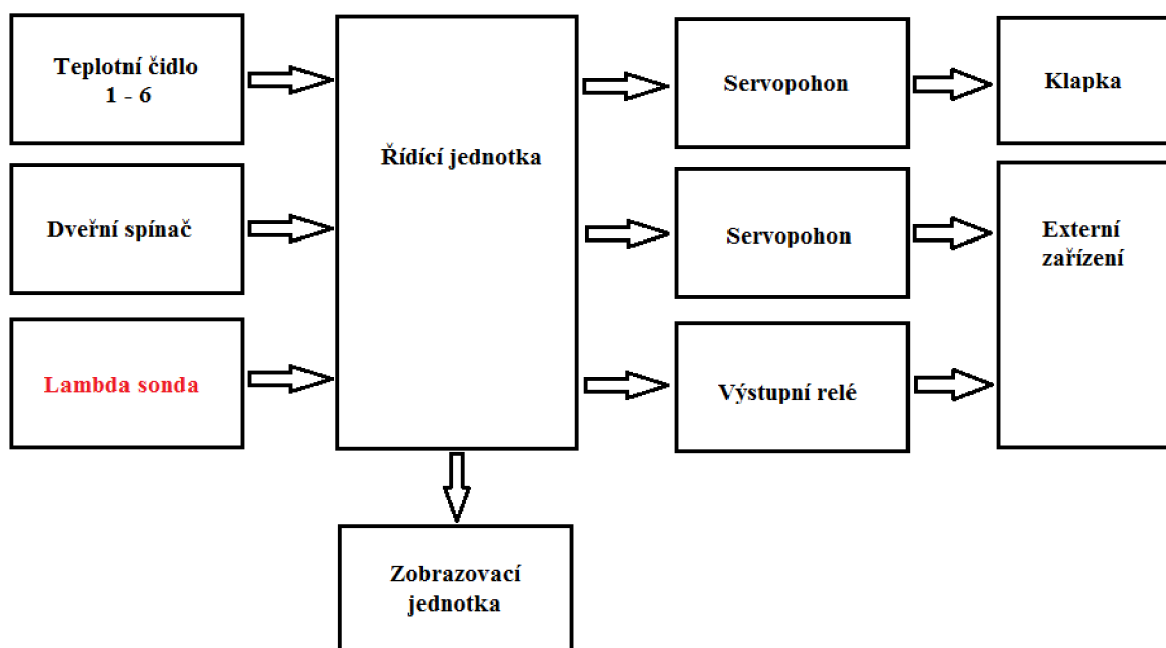 Teplotní čidlo
1 - 6
Dveřní spínač
Lambda sonda
Řídící jednotka
Servopohon
Servopohon
Výstupní relé
Klapka
Externí
zařízení
Zobrazovací
jednotka